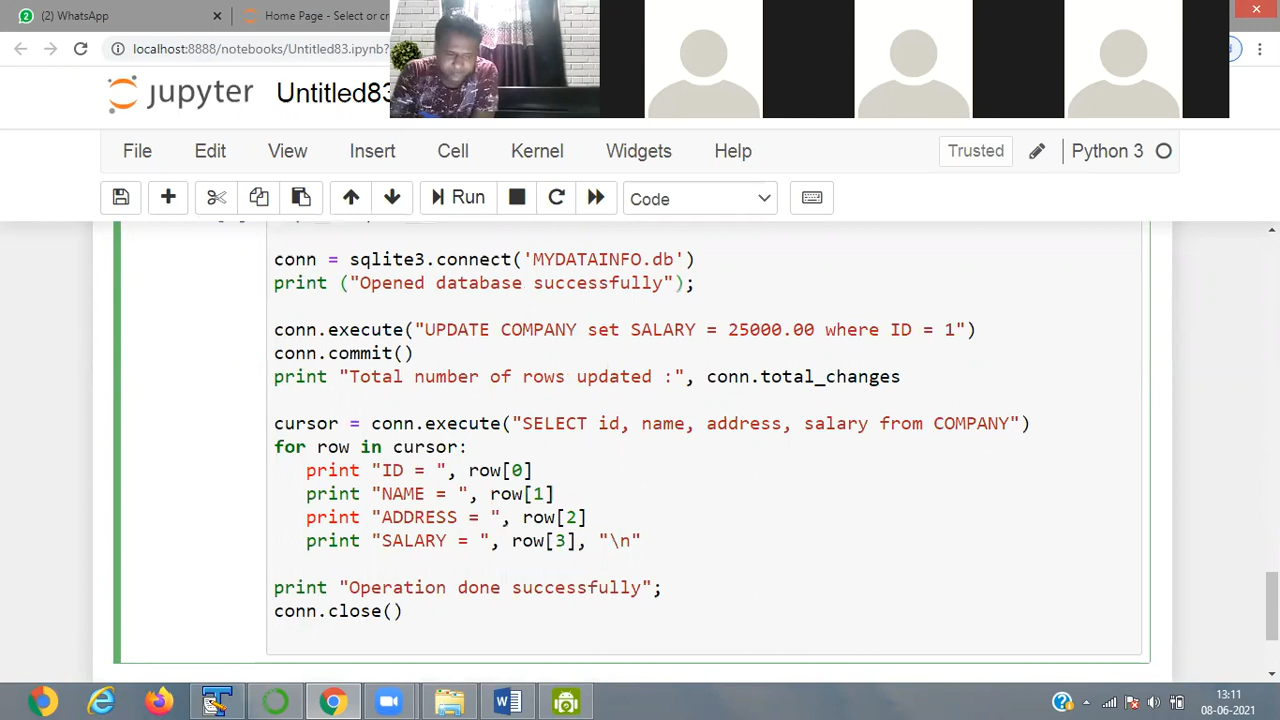 (2) WhatsApp
Home Page - Select or cr
localhost:8888/notebooks/Untitled83.ipynb?
jupyter Untitled83
File Edit View Insert Cell Kernel Widgets Help Trusted Python 3
Run Code
conn = sqlite3.connect('MYDATAINFO.db')
print ("Opened database successfully");
conn.execute("UPDATE COMPANY set SALARY = 25000.00 where ID = 1")
conn.commit()
print "Total number of rows updated :", conn.total_changes
cursor = conn.execute("SELECT id, name, address, salary from COMPANY")
for row in cursor:
print "ID = ", row[0]
print "NAME = ", row[1]
print "ADDRESS = ", row[2]
print "SALARY = ", row[3], "\n"
print "Operation done successfully";
conn.close()
13:11
08-06-2021